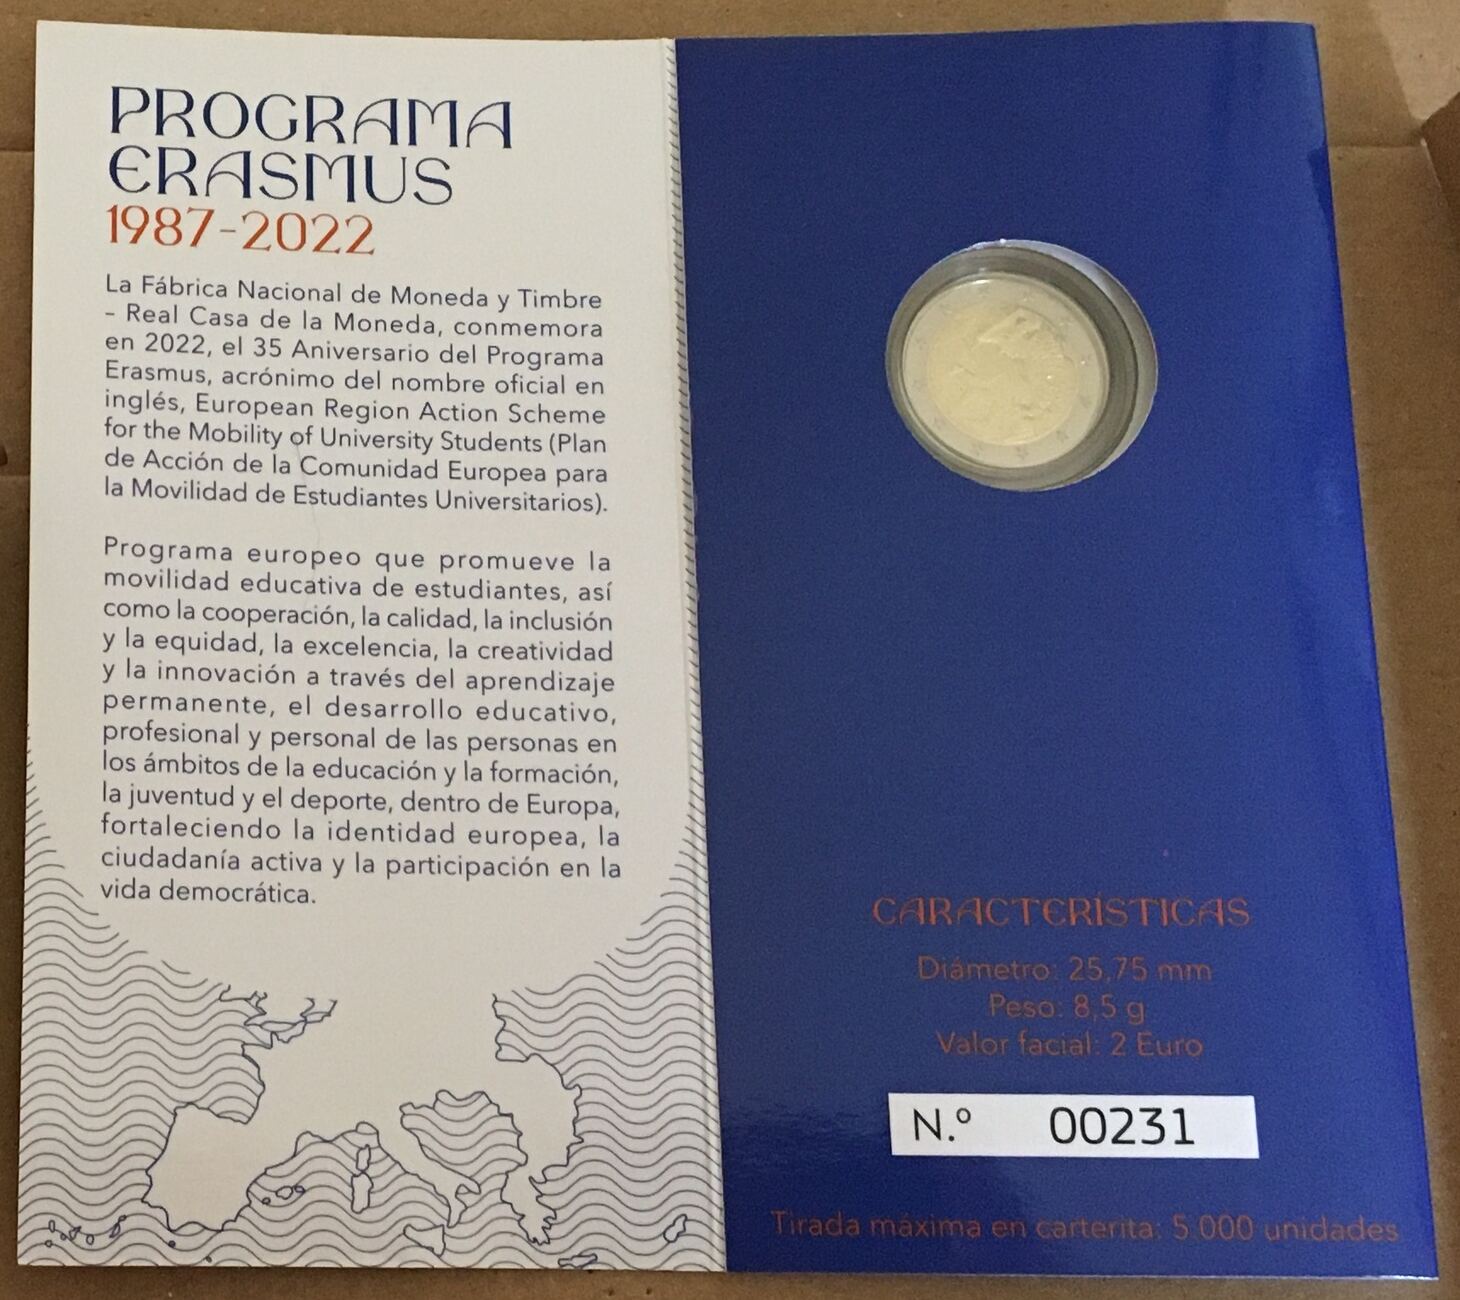 PROGRAMA
ERASMUS
1987-2022
La Fábrica Nacional de Moneda y Timbre
- Real Casa de la Moneda, conmemora
en 2022, el 35 Aniversario del Programa
Erasmus, acrónimo del nombre oficial en
inglés, European Region Action Scheme
for the Mobility of University Students (Plan
de Acción de la Comunidad Europea para
la Movilidad de Estudiantes Universitarios).
Programa europeo que promueve la
movilidad educativa de estudiantes, así
como la cooperación, la calidad, la inclusión
y la equidad, la excelencia, la creatividad
y la innovación a través del aprendizaje
permanente, el desarrollo educativo,
profesional y personal de las personas en
los ámbitos de la educación y la formación,
la juventud y el deporte, dentro de Europa,
fortaleciendo la identidad europea, la
ciudadanía activa y la participación en la
vida democrática.
CARACTERÍSTICAS
Diámetro: 25,75 mm
Peso: 8,5 g
Valor facial: 2 Euro
N.º 00231
Tirada máxima en carterita: 5.000 unidades